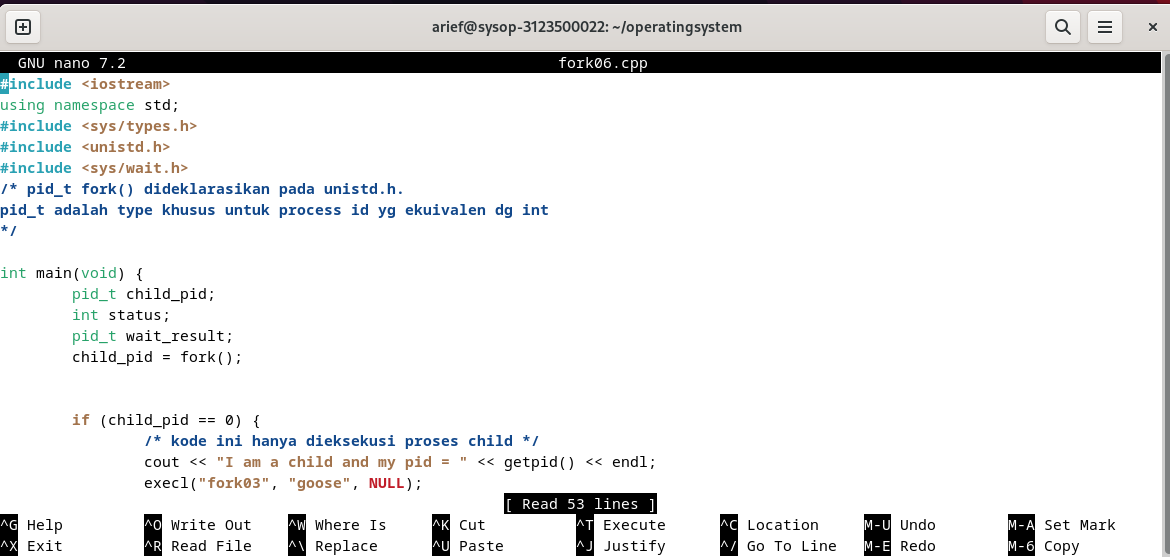 arief@sysop-3123500022: ~/operatingsystem
GNU nano 7.2 fork06.cpp
#include <iostream>
using namespace std;
#include <sys/types.h>
#include <unistd.h>
#include <sys/wait.h>
/* pid_t fork() dideklarasikan pada unistd.h.
pid_t adalah type khusus untuk process id yg ekuivalen dg int
*/
int main(void) {
pid_t child_pid;
int status;
pid_t wait_result;
child_pid = fork();
if (child_pid == 0) {
/* kode ini hanya dieksekusi proses child */
cout << "I am a child and my pid = " << getpid() << endl;
execl("fork03", "goose", NULL);
[ Read 53 lines ]
^G Help ^O Write Out ^W Where Is ^K Cut ^T Execute ^C Location M-U Undo M-A Set Mark
^X Exit ^R Read File ^\ Replace ^U Paste ^J Justify ^/ Go To Line M-E Redo M-6 Copy